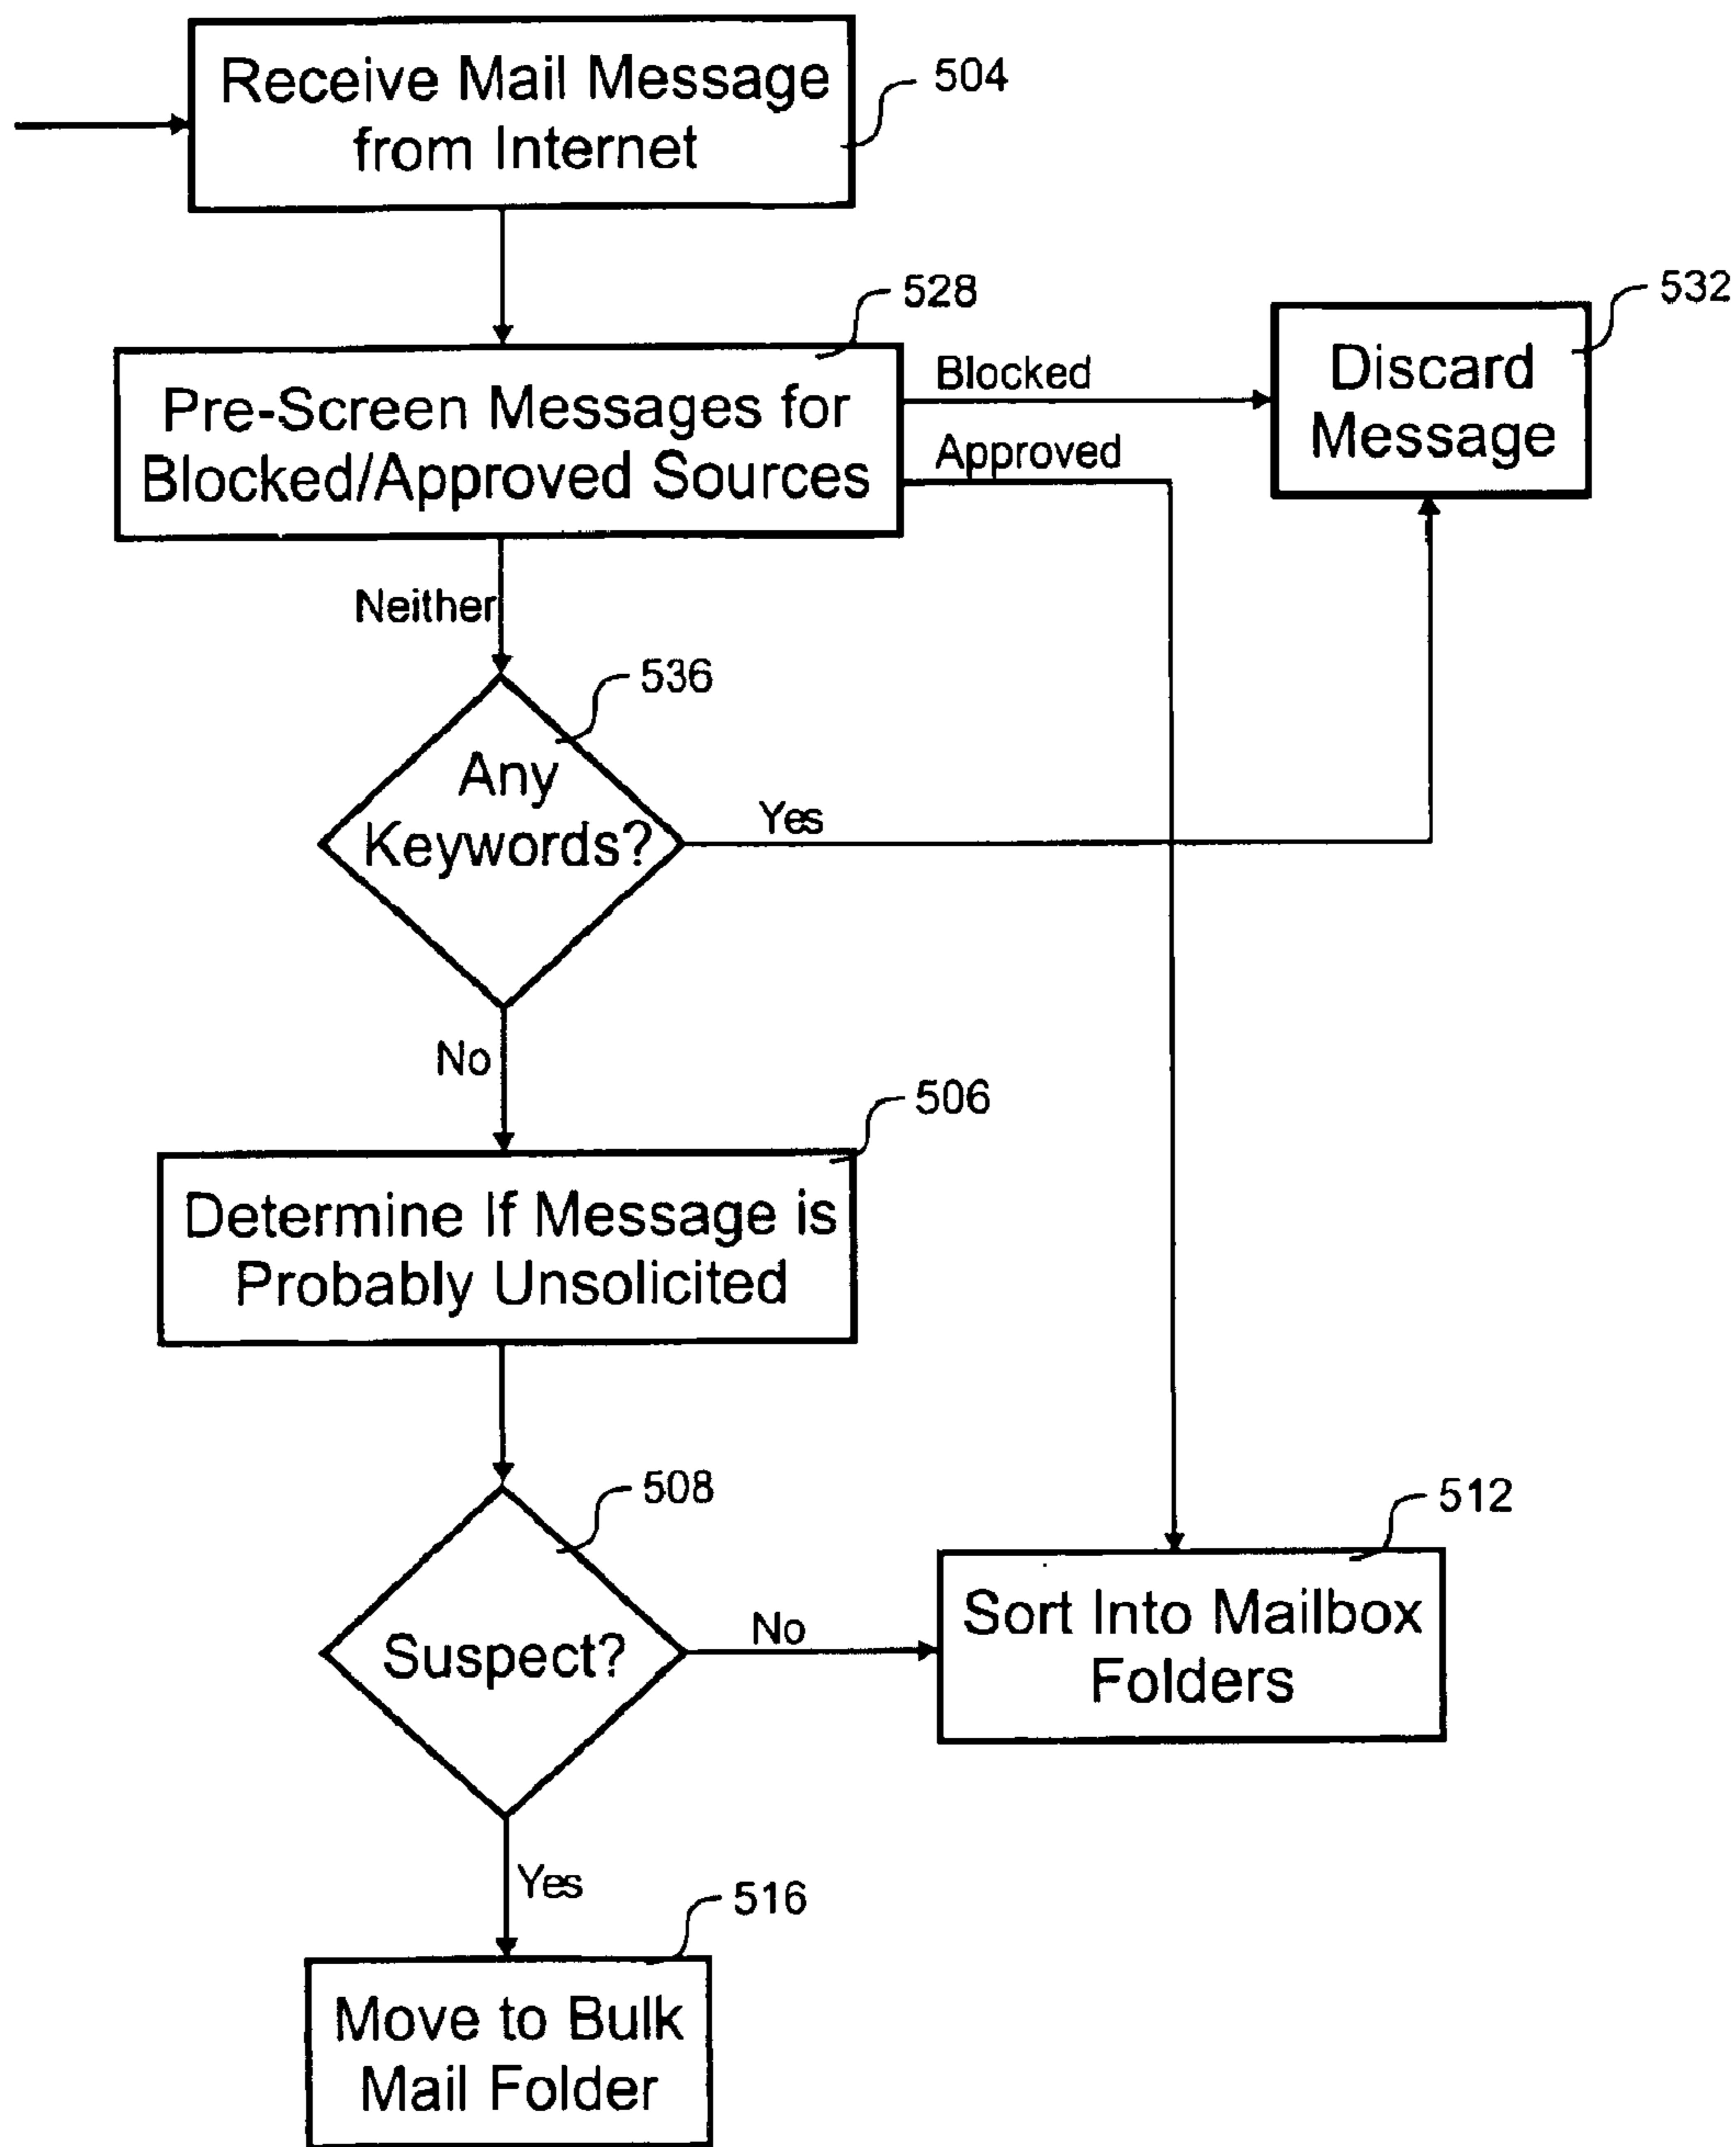 Receive Mail Message
from Internet
504
528
Pre-Screen Messages for
Blocked/Approved Sources
Blocked
Approved
532
Discard
Message
Neither
536
Any
Keywords?
Yes
No
506
Determine If Message is
Probably Unsolicited
508
Suspect?
No
512
Sort Into Mailbox
Folders
Yes
516
Move to Bulk
Mail Folder